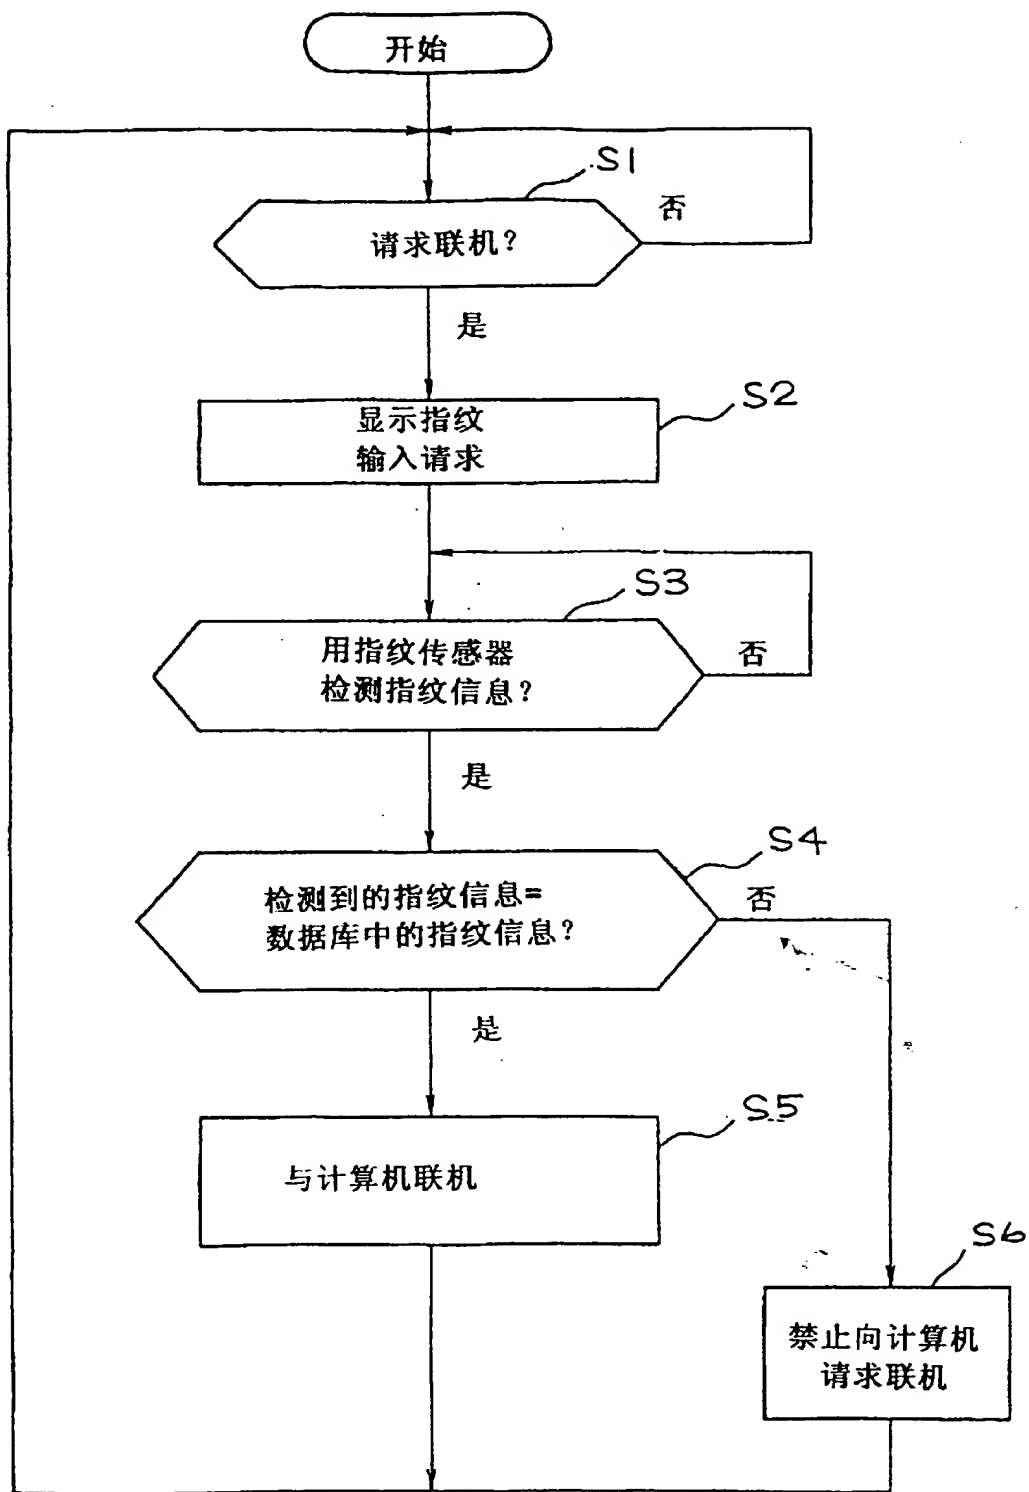 开始
S1
请求联机？
否
是
S2
显示指纹
输入请求
S3
用指纹传感器
检测指纹信息？
否
是
S4
检测到的指纹信息=
数据库中的指纹信息？
否
是
S5
与计算机联机
S6
禁止向计算机
请求联机